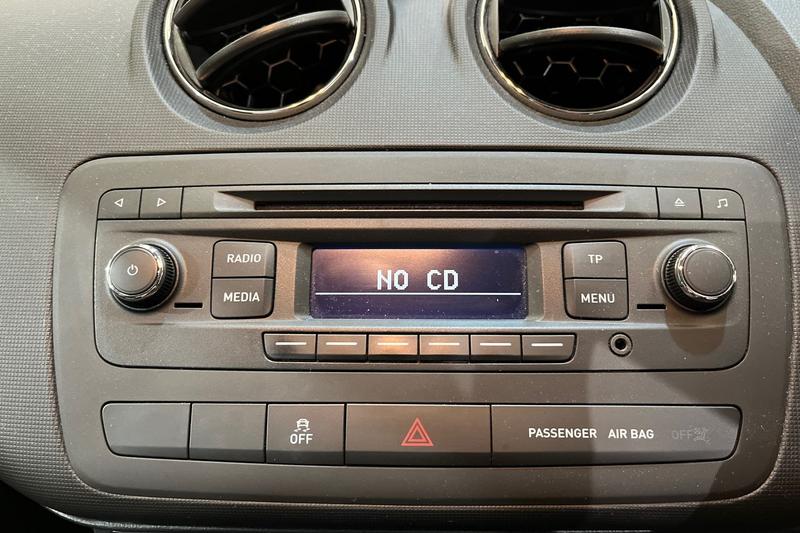 RADIO
NO CD
TP
MEDIA
MENU
OFF
PASSENGER AIR BAG OFF